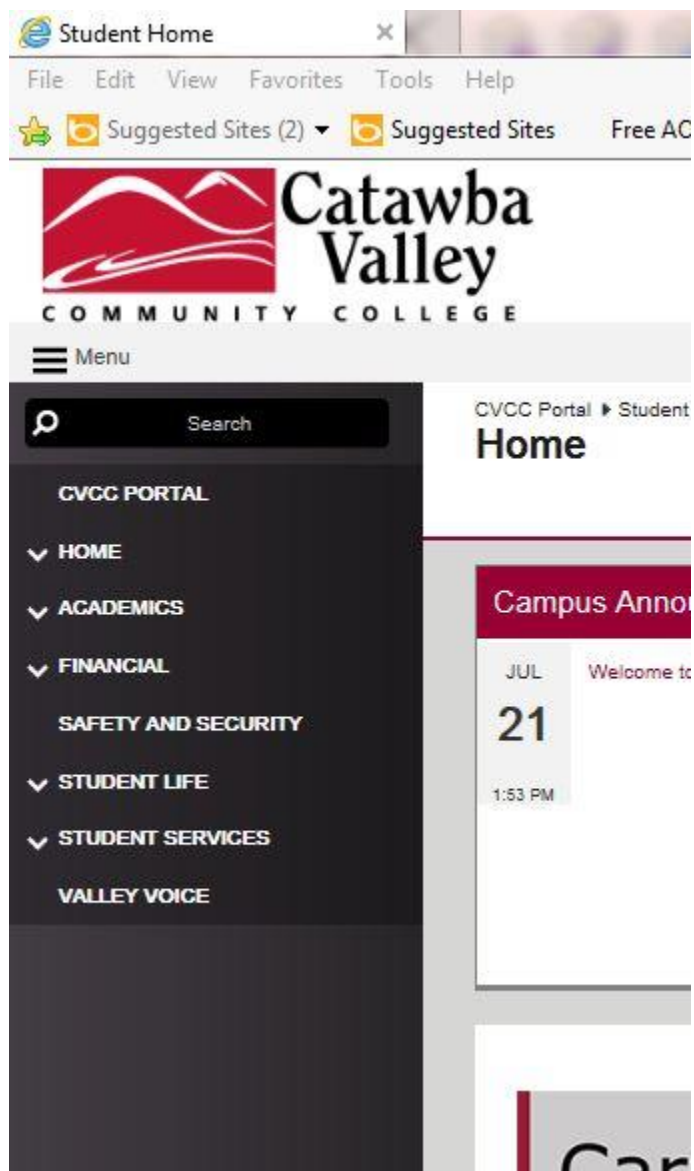 Student Home
File Edit View Favorites Tools Help
Suggested Sites (2) Suggested Sites Free AC
Catawba
Valley
COMMUNITY COLLEGE
Menu
Search
CVCC PORTAL
HOME
ACADEMICS
FINANCIAL
SAFETY AND SECURITY
STUDENT LIFE
STUDENT SERVICES
VALLEY VOICE
CVCC Portal Student
Home
Campus Annou
JUL
21
1:53 PM
Welcome to
Car